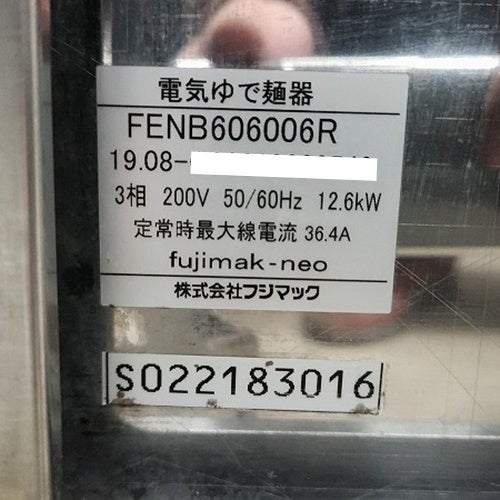 電気ゆで麺器
FENB606006R
19.08-
3相 200V 50/60Hz 12.6kW
定常時最大線電流 36.4A
fujimak-neo
株式会社フジマック
S022183016